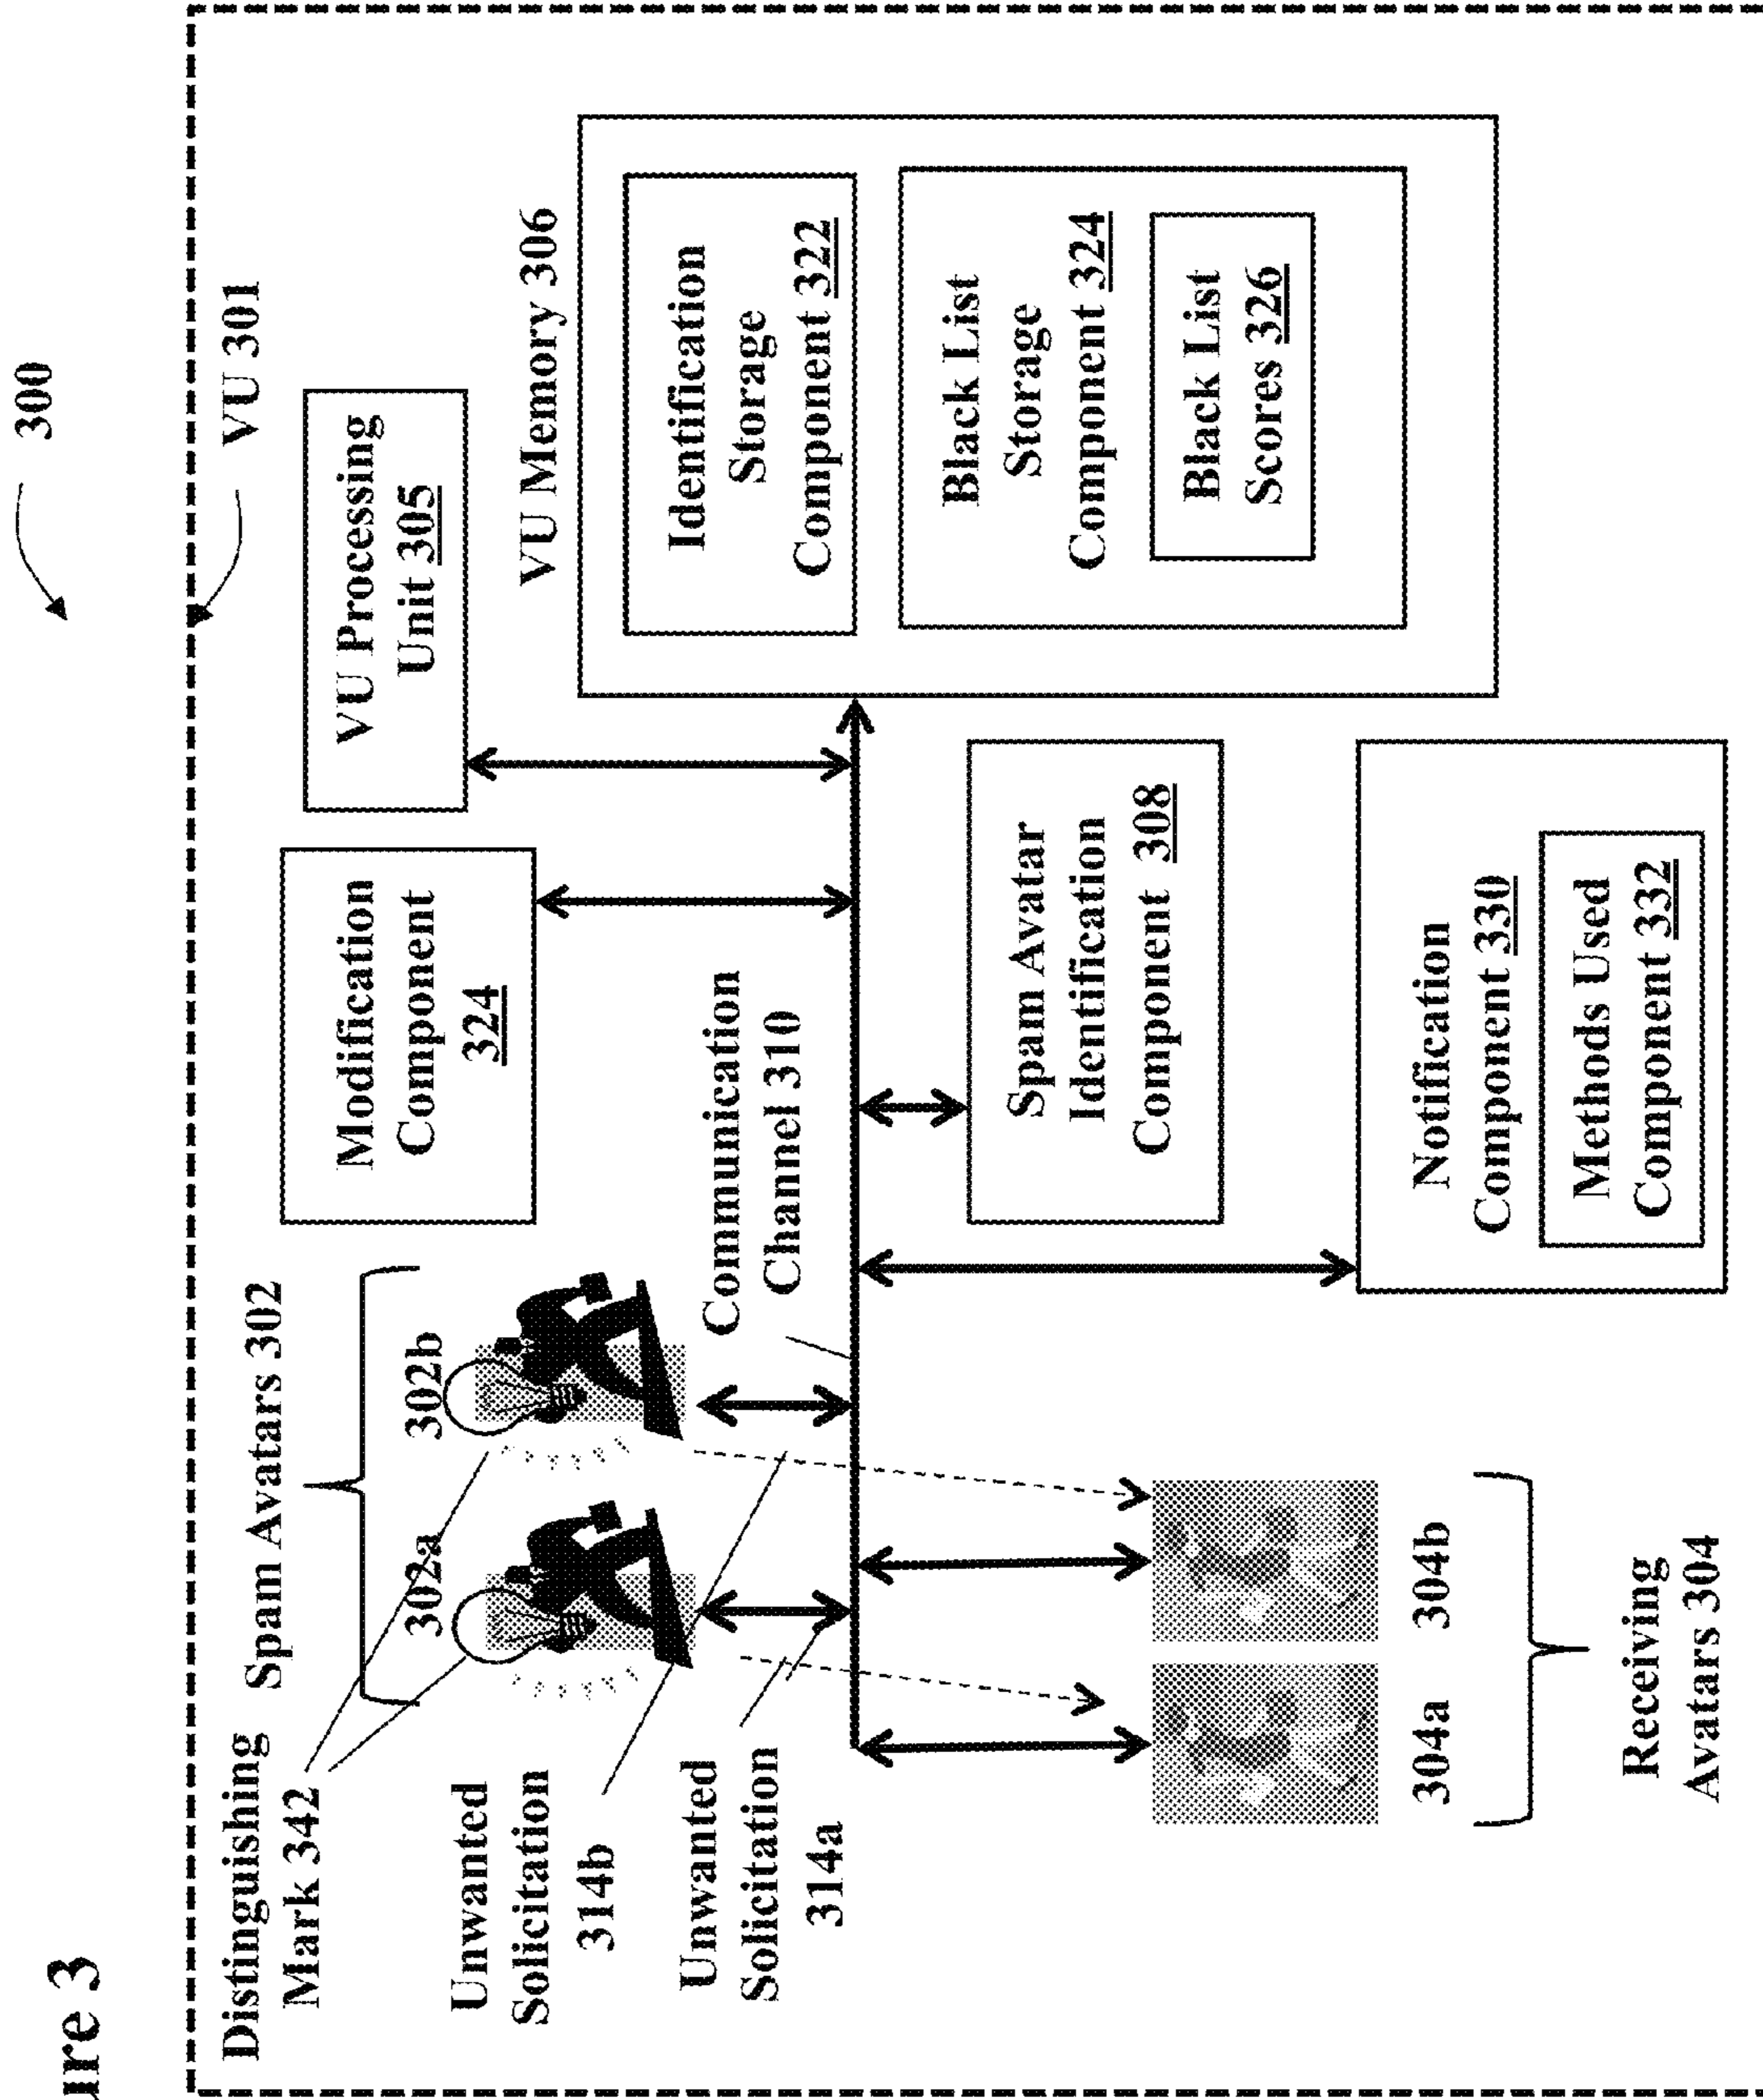 ure 3
300
VU 301
Distinguishing
Mark 342
Spam Avatars 302
302a
302b
Unwanted
Solicitation
314b
Unwanted
Solicitation
314a
Modification
Component
324
VU Processing
Unit 305
VU Memory 306
Identification
Storage
Component 322
Black List
Storage
Component 324
Black List
Scores 326
Communication
Channel 310
Spam Avatar
Identification
Component 308
Notification
Component 330
Methods Used
Component 332
304a
304b
Receiving
Avatars 304